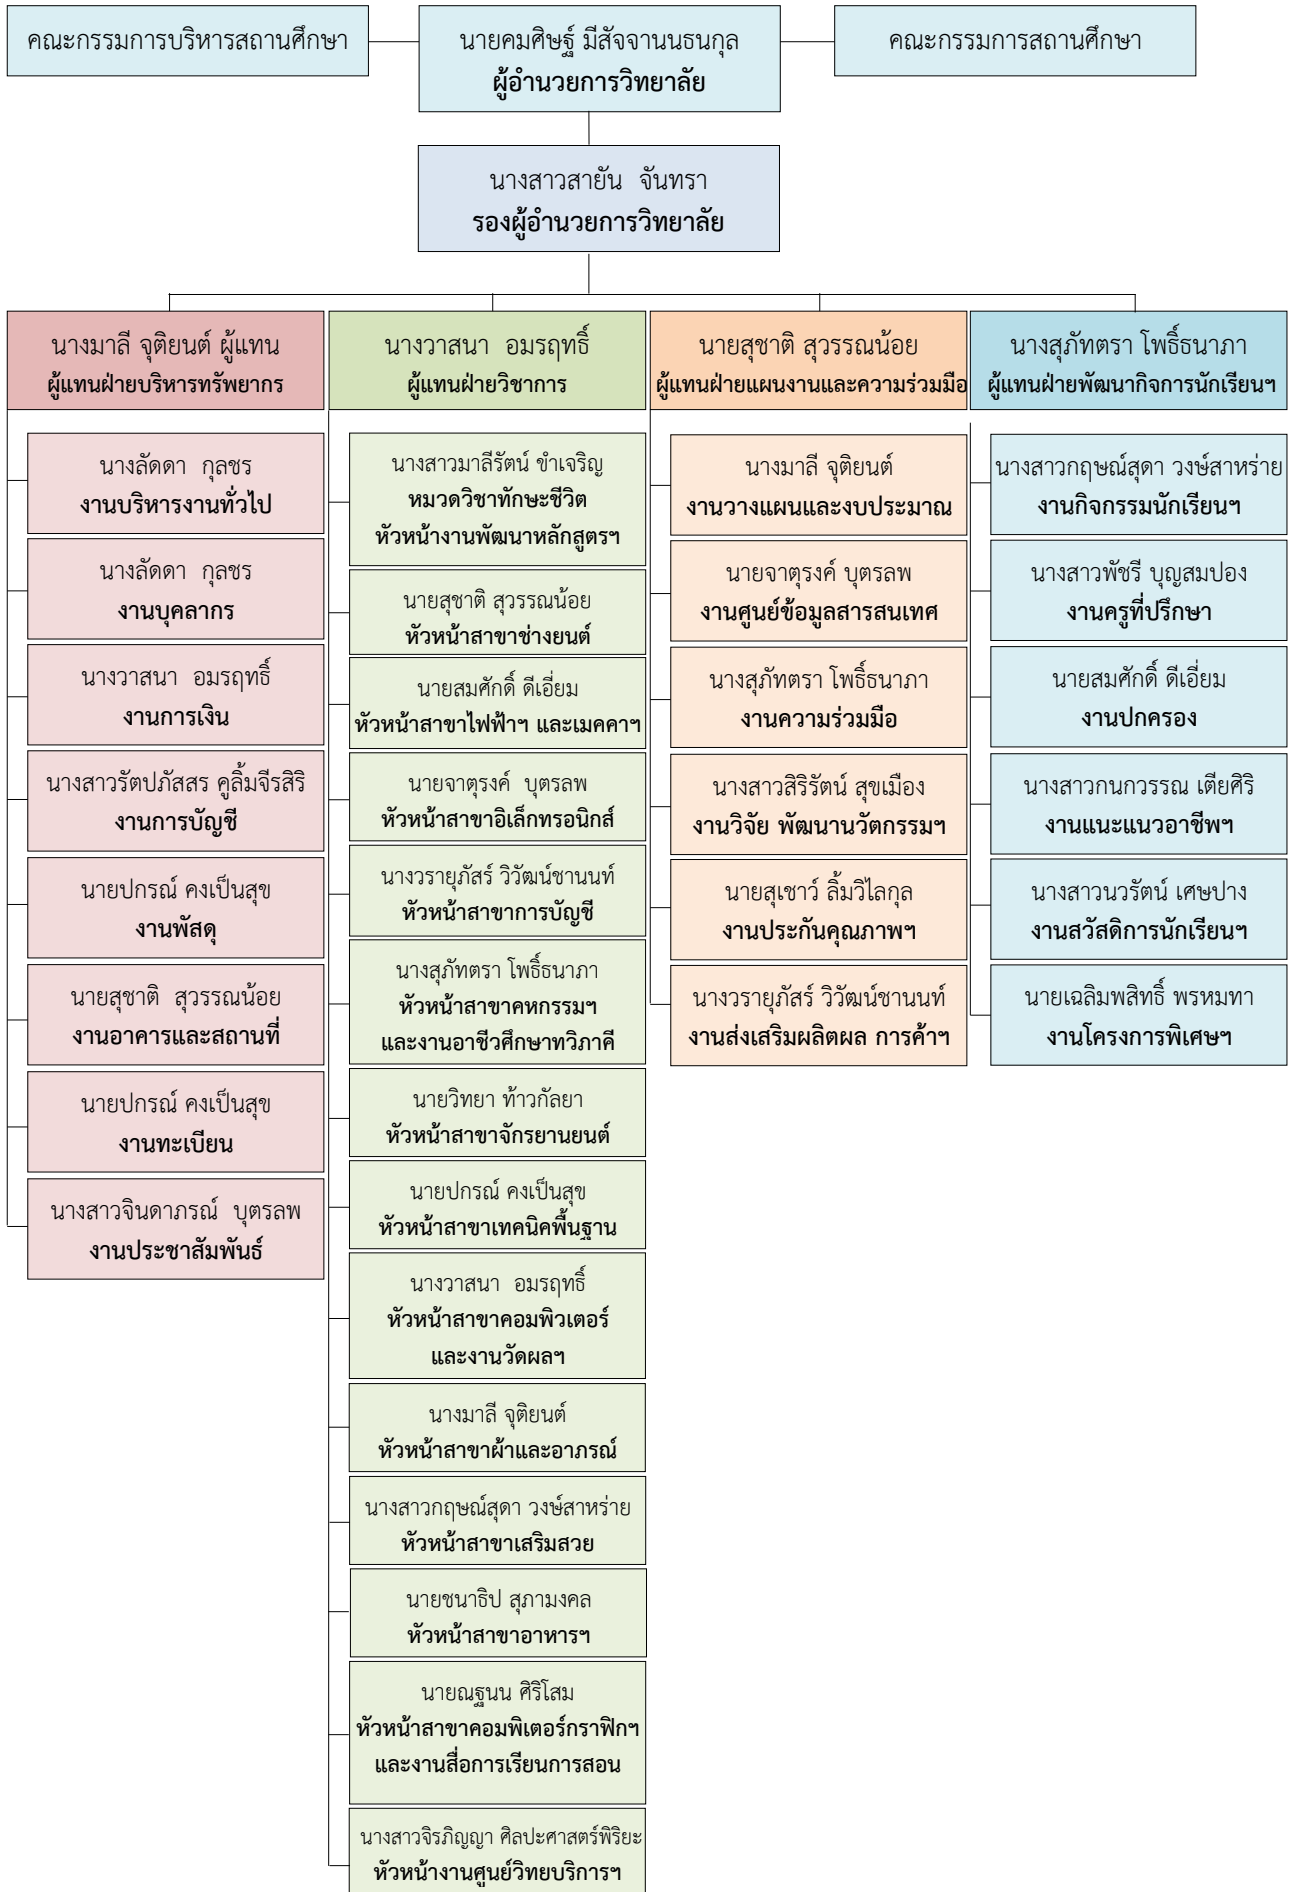 คณะกรรมการบริหารสถานศึกษา
นายคมศิษฐ์ มีสัจจานนธนกุล
ผู้อำนวยการวิทยาลัย
คณะกรรมการสถานศึกษา
นางสาวสายัน จันทรา
รองผู้อำนวยการวิทยาลัย
นางมาลี จุติยนต์ ผู้แทน
ผู้แทนฝ่ายบริหารทรัพยากร
นางลัดดา กุลชร
งานบริหารงานทั่วไป
นางลัดดา กุลชร
งานบุคลากร
นางวาสนา อมรฤทธิ์
งานการเงิน
นางสาวรัตปภัสสร คูลิ้มจีรสิริ
งานการบัญชี
นายปกรณ์ คงเป็นสุข
งานพัสดุ
นายสุชาติ สุวรรณน้อย
งานอาคารและสถานที่
นายปกรณ์ คงเป็นสุข
งานทะเบียน
นางสาวจินดาภรณ์ บุตรลพ
งานประชาสัมพันธ์
นางวาสนา อมรฤทธิ์
ผู้แทนฝ่ายวิชาการ
นางสาวมาลีรัตน์ ขำเจริญ
หมวดวิชาทักษะชีวิต
หัวหน้างานพัฒนาหลักสูตรฯ
นายสุชาติ สุวรรณน้อย
หัวหน้าสาขาช่างยนต์
นายสมศักดิ์ ดีเอี่ยม
หัวหน้าสาขาไฟฟ้าฯ และเมคคาฯ
นายจาตุรงค์ บุตรลพ
หัวหน้าสาขาอิเล็กทรอนิกส์
นางวรายุภัสร์ วิวัฒน์ชานนท์
หัวหน้าสาขาการบัญชี
นางสุภัทตรา โพธิ์ธนาภา
หัวหน้าสาขาคหกรรมฯ
และงานอาชีวศึกษาทวิภาคี
นายวิทยา ท้าวกัลยา
หัวหน้าสาขาจักรยานยนต์
นายปกรณ์ คงเป็นสุข
หัวหน้าสาขาเทคนิคพื้นฐาน
นางวาสนา อมรฤทธิ์
หัวหน้าสาขาคอมพิวเตอร์
และงานวัดผลฯ
นางมาลี จุติยนต์
หัวหน้าสาขาผ้าและอาภรณ์
นางสาวกฤษณ์สุดา วงษ์สาหร่าย
หัวหน้าสาขาเสริมสวย
นายชนาธิป สุภามงคล
หัวหน้าสาขาอาหารฯ
นายณฐนน ศิริโสม
หัวหน้าสาขาคอมพิเตอร์กราฟิกฯ
และงานสื่อการเรียนการสอน
นางสาวจิรภิญญา ศิลปะศาสตร์พิริยะ
หัวหน้างานศูนย์วิทยบริการฯ
นายสุชาติ สุวรรณน้อย
ผู้แทนฝ่ายแผนงานและความร่วมมือ
นางมาลี จุติยนต์
งานวางแผนและงบประมาณ
นายจาตุรงค์ บุตรลพ
งานศูนย์ข้อมูลสารสนเทศ
นางสุภัทตรา โพธิ์ธนาภา
งานความร่วมมือ
นางสาวสิริรัตน์ สุขเมือง
งานวิจัย พัฒนานวัตกรรมฯ
นายสุเชาว์ ลิ้มวิไลกุล
งานประกันคุณภาพฯ
นางวรายุภัสร์ วิวัฒน์ชานนท์
งานส่งเสริมผลิตผล การค้าฯ
นางสุภัทตรา โพธิ์ธนาภา
ผู้แทนฝ่ายพัฒนากิจการนักเรียนฯ
นางสาวกฤษณ์สุดา วงษ์สาหร่าย
งานกิจกรรมนักเรียนฯ
นางสาวพัชรี บุญสมปอง
งานครูที่ปรึกษา
นายสมศักดิ์ ดีเอี่ยม
งานปกครอง
นางสาวกนกวรรณ เตียศิริ
งานแนะแนวอาชีพฯ
นางสาวนวรัตน์ เศษปาง
งานสวัสดิการนักเรียนฯ
นายเฉลิมพสิทธิ์ พรหมทา
งานโครงการพิเศษฯ